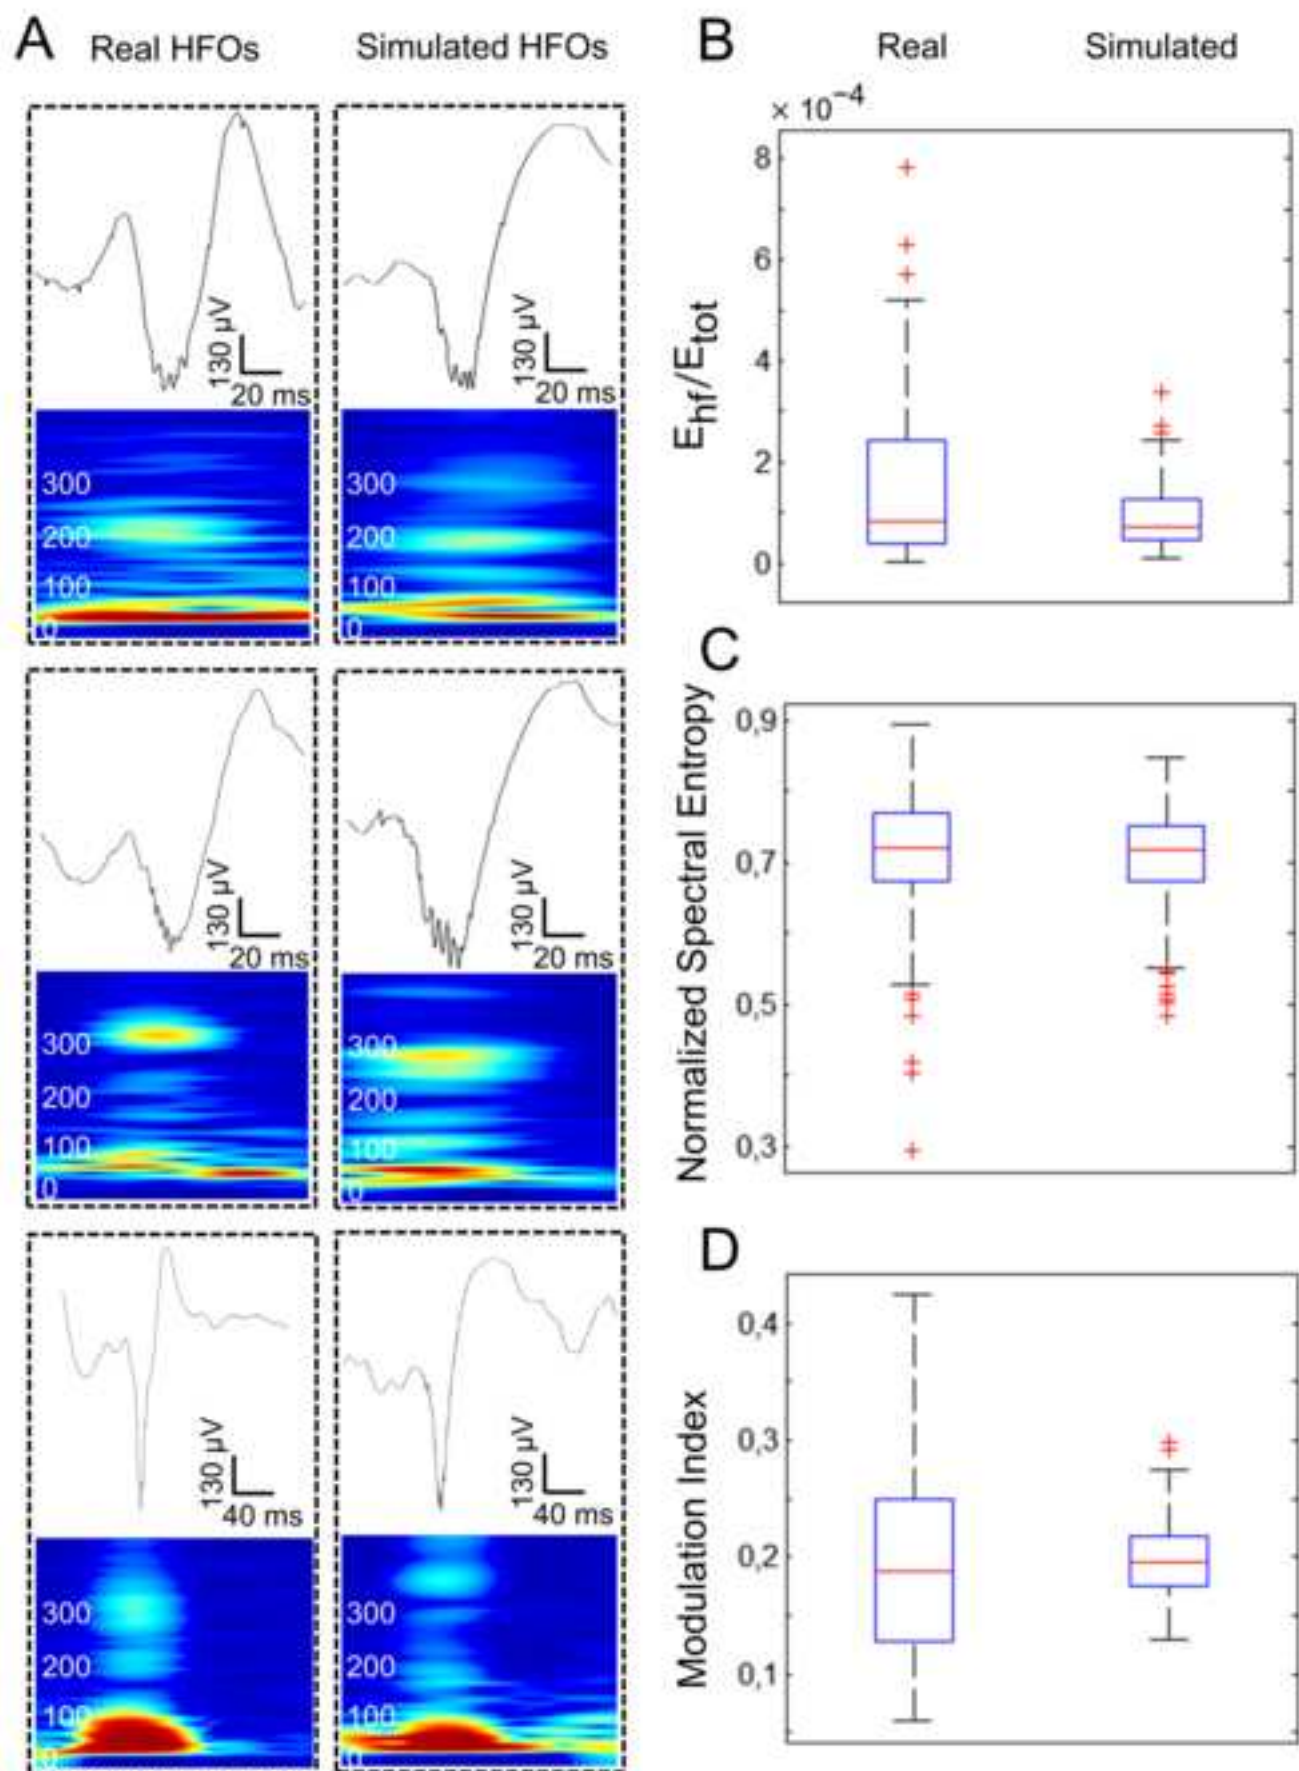 A Real HFOs Simulated HFOs
130 µV
20 ms
130 µV
20 ms
300
200
100
0
300
200
100
0
130 µV
20 ms
130 µV
20 ms
300
200
100
0
300
200
100
0
130 µV
40 ms
130 µV
40 ms
300
200
100
0
300
200
100
0
B Real Simulated
× 10−4
Ehf/Etot
8
6
4
2
0
C
Normalized Spectral Entropy
0,9
0,7
0,5
0,3
D
Modulation Index
0,4
0,3
0,2
0,1